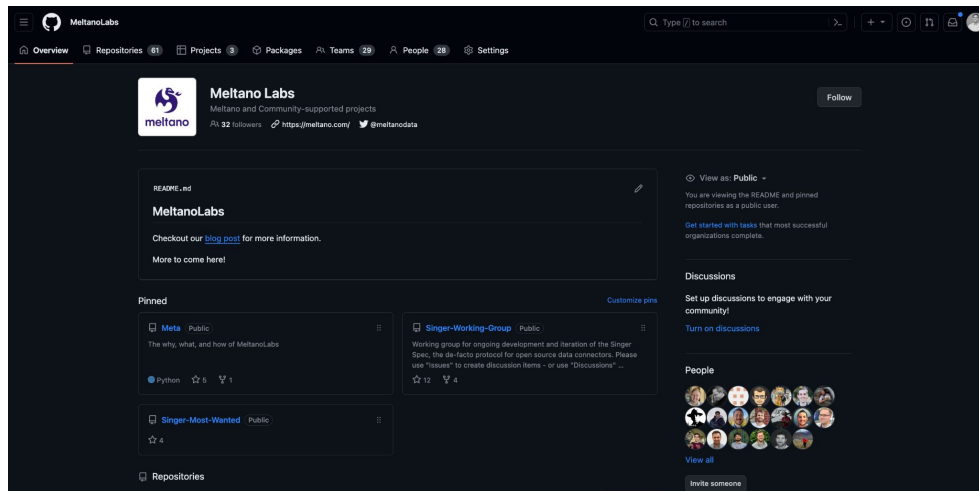 MeltanoLabs
Type / to search
Overview
Repositories 61
Projects 3
Packages
Teams 29
People 28
Settings
meltano
Meltano Labs
Meltano and Community-supported projects
32 followers https://meltano.com/ @meltanodata
Follow
README.md
MeltanoLabs
Checkout our blog post for more information.
More to come here!
Pinned
Customize pins
Meta Public
The why, what, and how of MeltanoLabs
Python 5 1
Singer-Working-Group Public
Working group for ongoing development and iteration of the Singer
Spec, the de-facto protocol for open source data connectors. Please
use "Issues" to create discussion items - or use "Discussions" ...
12 4
Singer-Most-Wanted Public
4
Repositories
View as: Public
You are viewing the README and pinned
repositories as a public user.
Get started with tasks that most successful
organizations complete.
Discussions
Set up discussions to engage with your
community!
Turn on discussions
People
View all
Invite someone